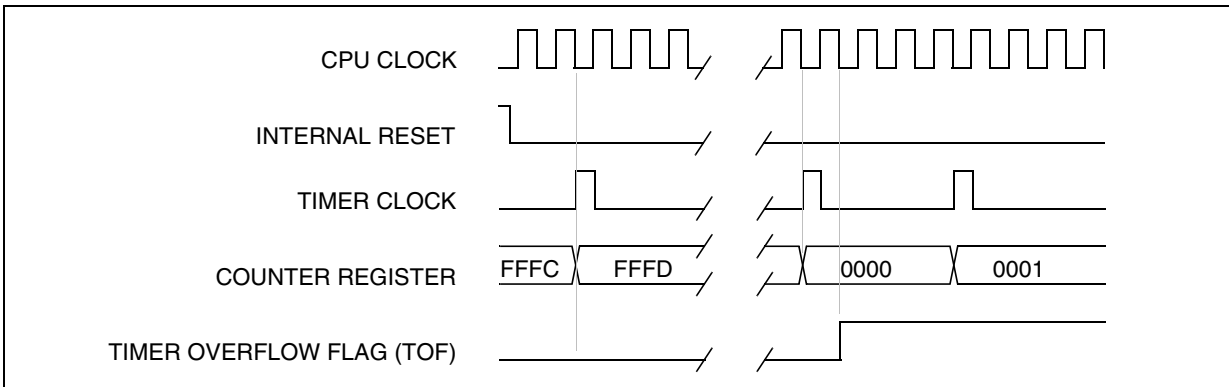 CPU CLOCK
INTERNAL RESET
TIMER CLOCK
COUNTER REGISTER FFFC FFFD 0000 0001
TIMER OVERFLOW FLAG (TOF)